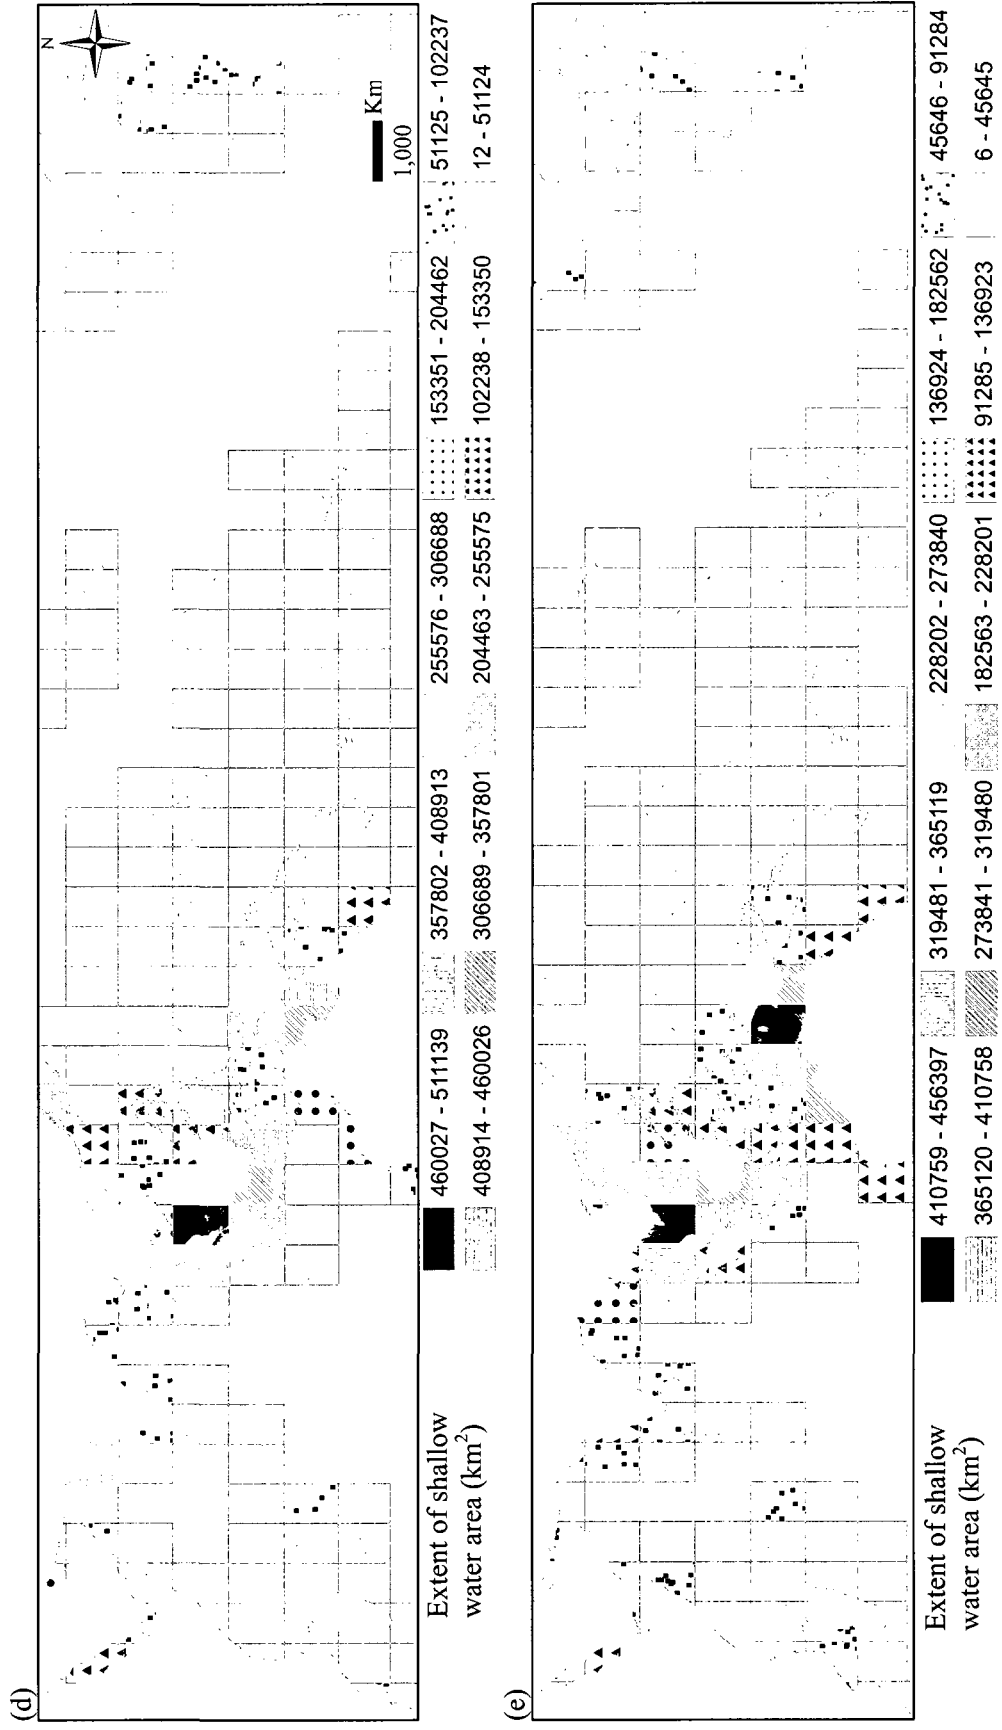 (d)
N
Km
1,000
Extent of shallow
water area (km²)
460027 - 511139
357802 - 408913
255576 - 306688
153351 - 204462
51125 - 102237
408914 - 460026
306689 - 357801
204463 - 255575
102238 - 153350
12 - 51124
(e)
Extent of shallow
water area (km²)
410759 - 456397
319481 - 365119
228202 - 273840
136924 - 182562
45646 - 91284
365120 - 410758
273841 - 319480
182563 - 228201
91285 - 136923
6 - 45645